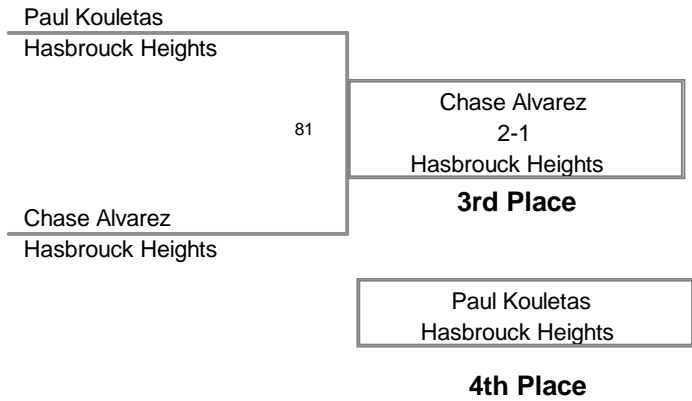 Paul Kouletas
Hasbrouck Heights
81
Chase Alvarez
2-1
Hasbrouck Heights
3rd Place
Chase Alvarez
Hasbrouck Heights
Paul Kouletas
Hasbrouck Heights
4th Place